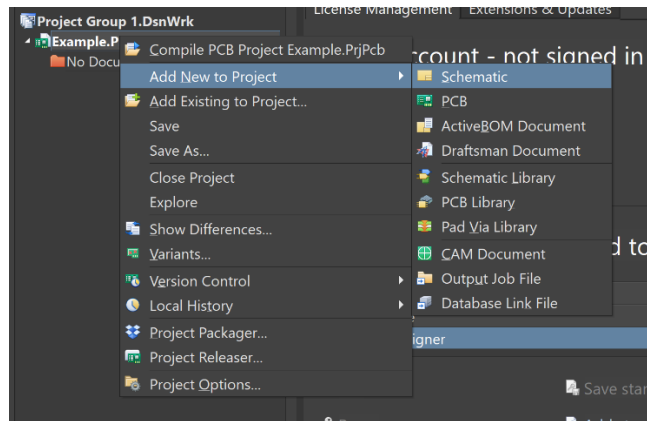 License Management Extensions & Updates
Project Group 1.DsnWrk
Example.P
No Docu
Compile PCB Project Example.PrjPcb
count - not signed in
Add New to Project
Add Existing to Project...
Save
Save As...
Close Project
Explore
Show Differences...
Variants...
Version Control
Local History
Project Packager...
Project Releaser...
Project Options...
Schematic
PCB
ActiveBOM Document
Draftsman Document
Schematic Library
PCB Library
Pad Via Library
CAM Document
Output Job File
Database Link File
d to
igner
Save star